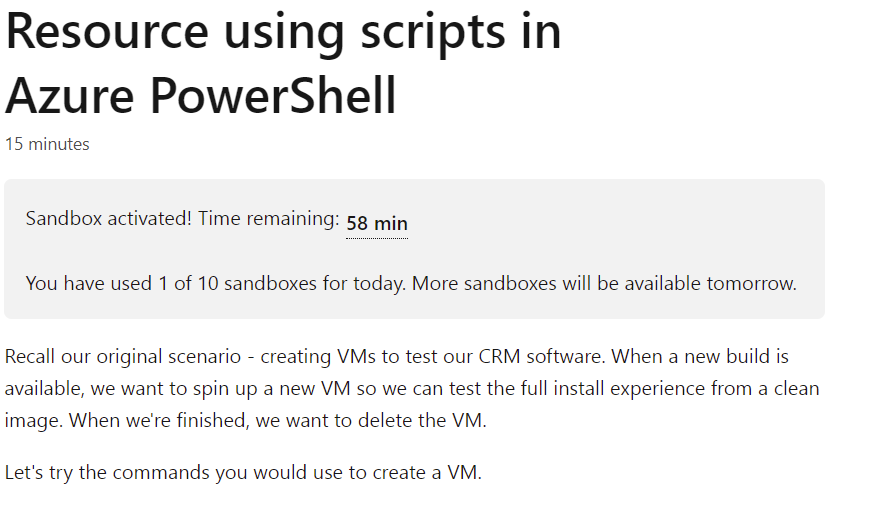 Resource using scripts in
Azure PowerShell
15 minutes
Sandbox activated! Time remaining: 58 min
You have used 1 of 10 sandboxes for today. More sandboxes will be available tomorrow.
Recall our original scenario - creating VMs to test our CRM software. When a new build is
available, we want to spin up a new VM so we can test the full install experience from a clean
image. When we're finished, we want to delete the VM.
Let's try the commands you would use to create a VM.